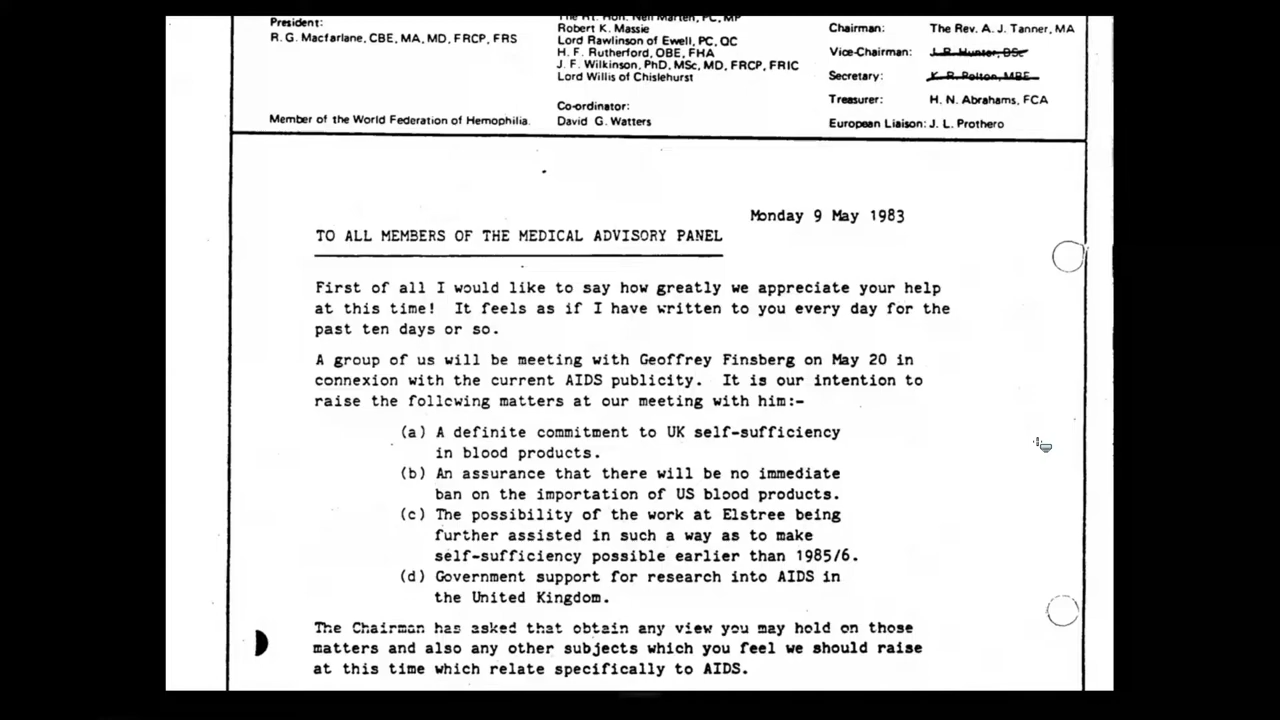 President:
R. G. Macfarlane, CBE, MA, MD, FRCP, FRS
Member of the World Federation of Hemophilia.
The Rt. Hon. Neil Marten, PC, MP
Robert K. Massie
Lord Rawlinson of Ewell, PC, QC
H. F. Rutherford, OBE, FHA
J. F. Wilkinson, PhD, MSc, MD, FRCP, FRIC
Lord Willis of Chislehurst
Co-ordinator:
David G. Watters
Chairman: The Rev. A. J. Tanner, MA
Vice-Chairman: J. R. Hunter, BSc
Secretary: K. R. Polton, MBE
Treasurer: H. N. Abrahams, FCA
European Liaison: J. L. Prothero
Monday 9 May 1983
TO ALL MEMBERS OF THE MEDICAL ADVISORY PANEL
First of all I would like to say how greatly we appreciate your help
at this time! It feels as if I have written to you every day for the
past ten days or so.
A group of us will be meeting with Geoffrey Finsberg on May 20 in
connexion with the current AIDS publicity. It is our intention to
raise the following matters at our meeting with him:-
(a) A definite commitment to UK self-sufficiency
in blood products.
(b) An assurance that there will be no immediate
ban on the importation of US blood products.
(c) The possibility of the work at Elstree being
further assisted in such a way as to make
self-sufficiency possible earlier than 1985/6.
(d) Government support for research into AIDS in
the United Kingdom.
The Chairman has asked that obtain any view you may hold on those
matters and also any other subjects which you feel we should raise
at this time which relate specifically to AIDS.